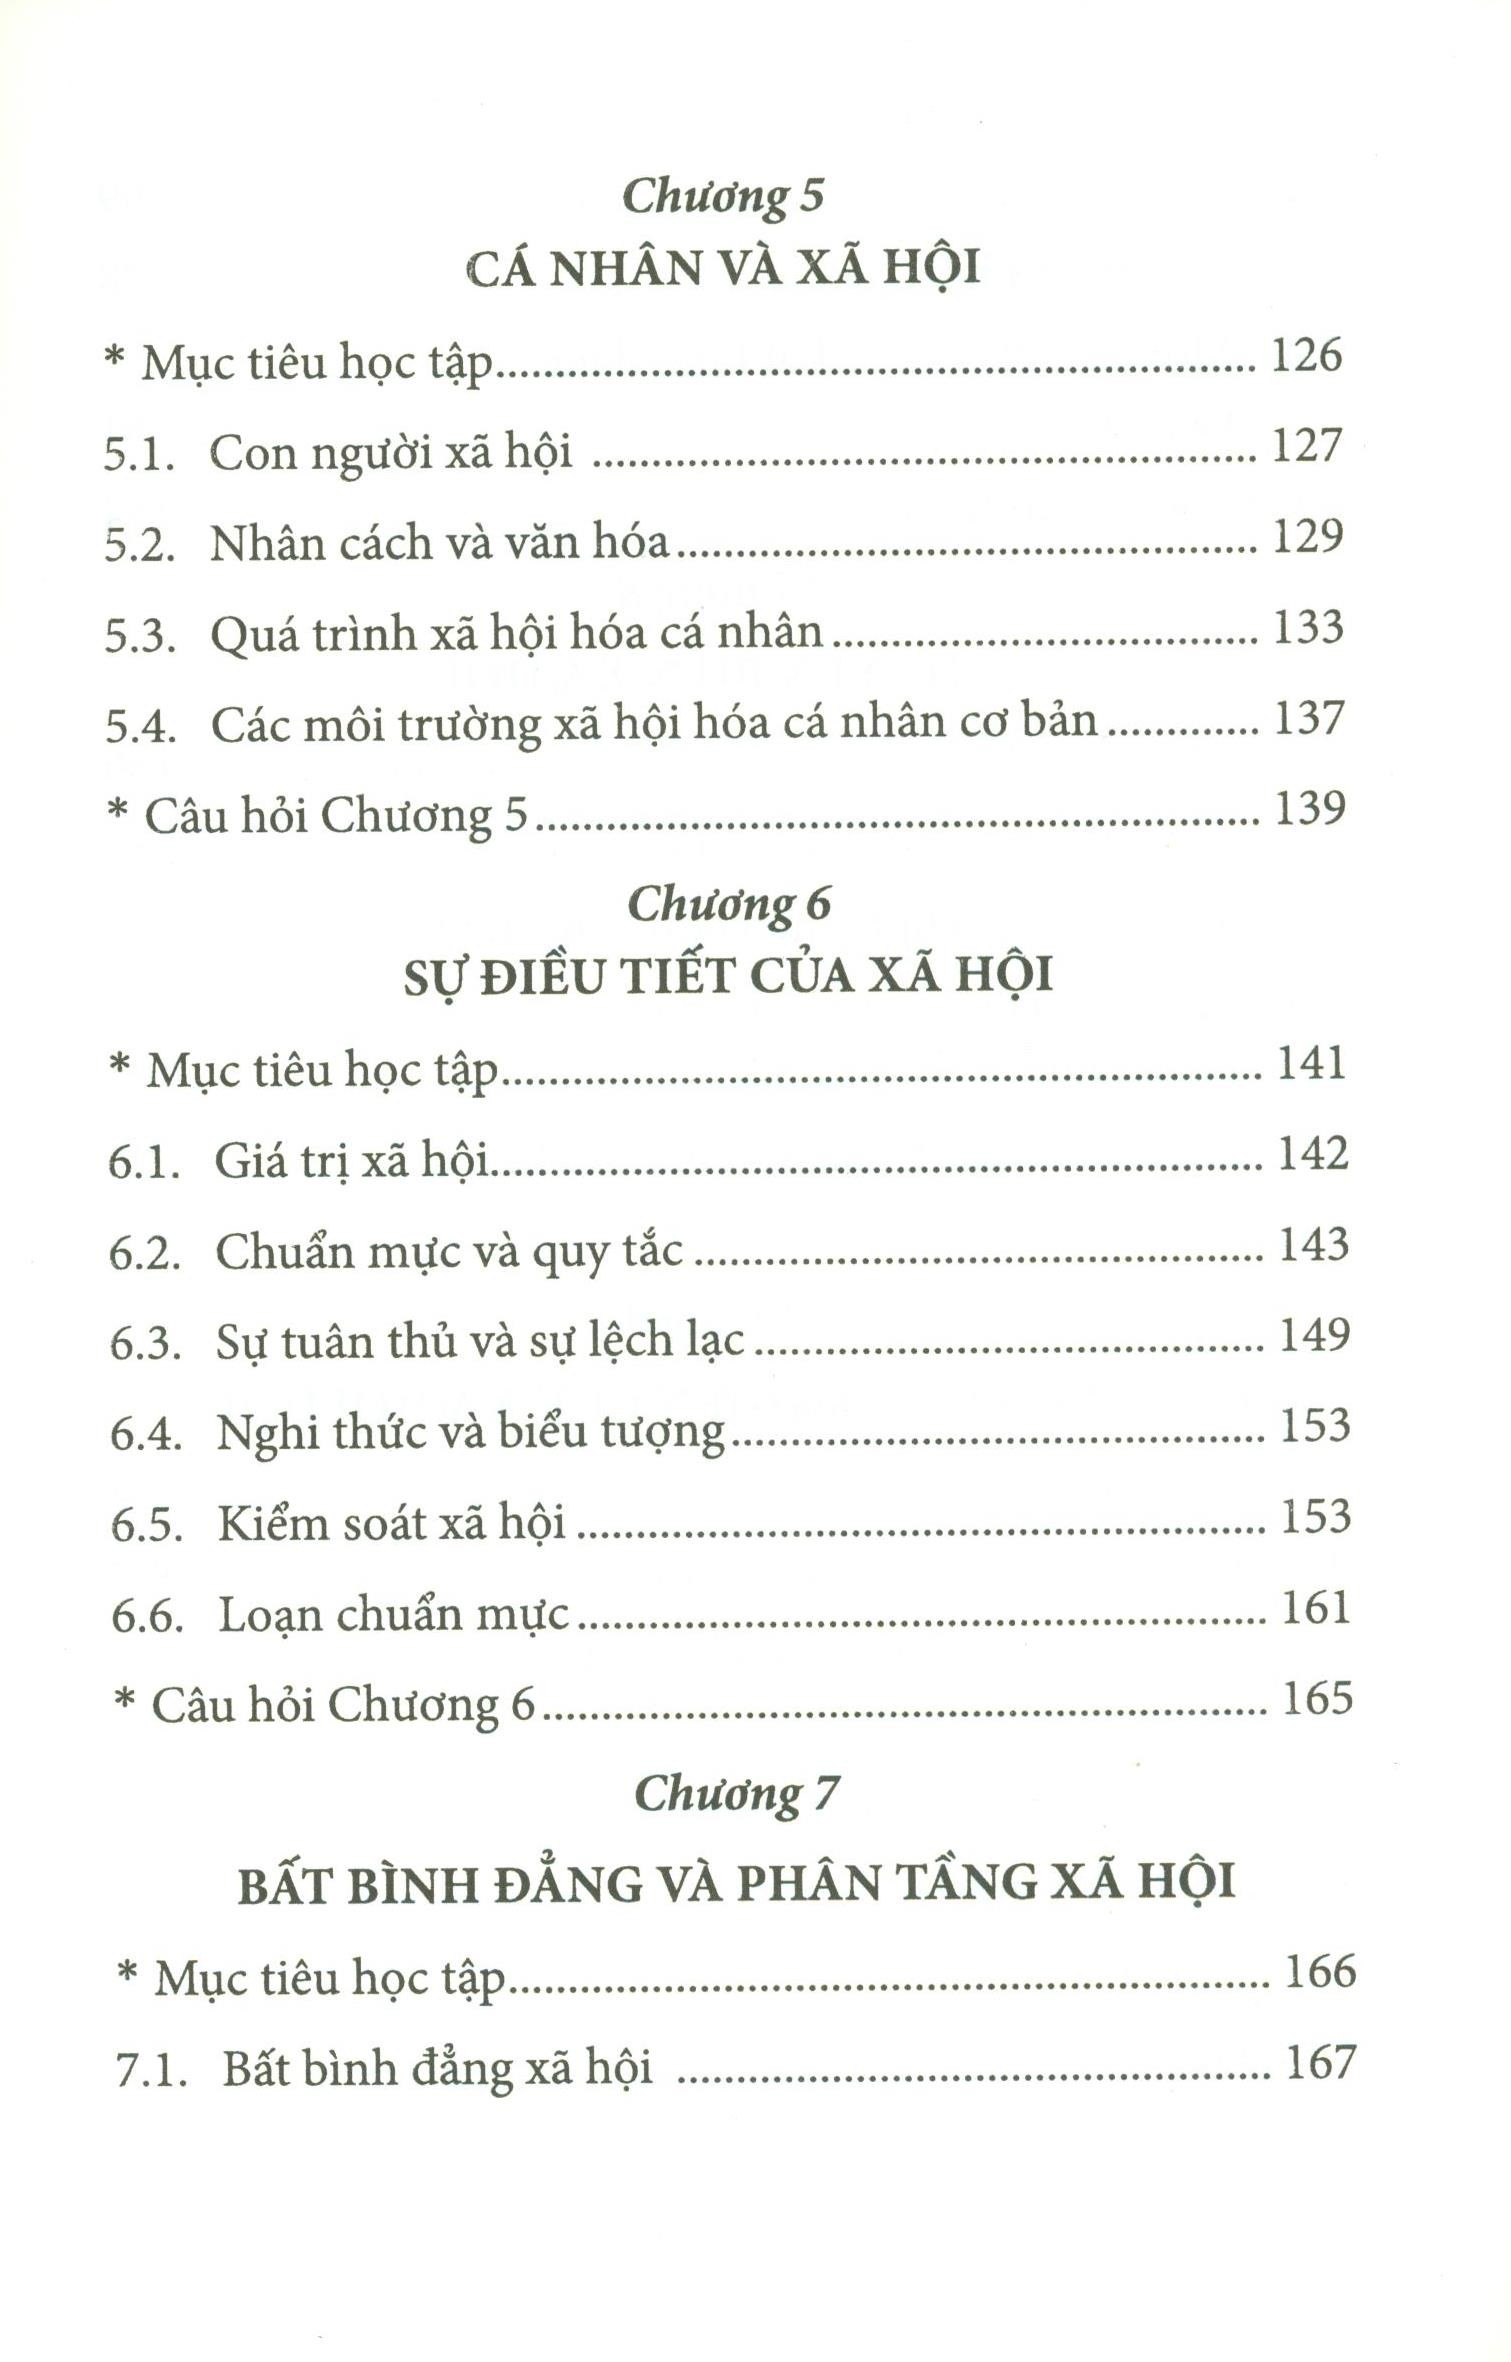 Chương 5
CÁ NHÂN VÀ XÃ HỘI
* Mục tiêu học tập................................................................ 126
5.1. Con người xã hội ........................................................ 127
5.2. Nhân cách và văn hóa................................................. 129
5.3. Quá trình xã hội hóa cá nhân.................................... 133
5.4. Các môi trường xã hội hóa cá nhân cơ bản............. 137
* Câu hỏi Chương 5............................................................. 139
Chương 6
SỰ ĐIỀU TIẾT CỦA XÃ HỘI
* Mục tiêu học tập................................................................ 141
6.1. Giá trị xã hội................................................................. 142
6.2. Chuẩn mực và quy tắc ................................................ 143
6.3. Sự tuân thủ và sự lệch lạc ........................................... 149
6.4. Nghi thức và biểu tượng............................................. 153
6.5. Kiểm soát xã hội .......................................................... 153
6.6. Loạn chuẩn mực.......................................................... 161
* Câu hỏi Chương 6............................................................. 165
Chương 7
BẤT BÌNH ĐẲNG VÀ PHÂN TẦNG XÃ HỘI
* Mục tiêu học tập................................................................ 166
7.1. Bất bình đẳng xã hội .................................................. 167